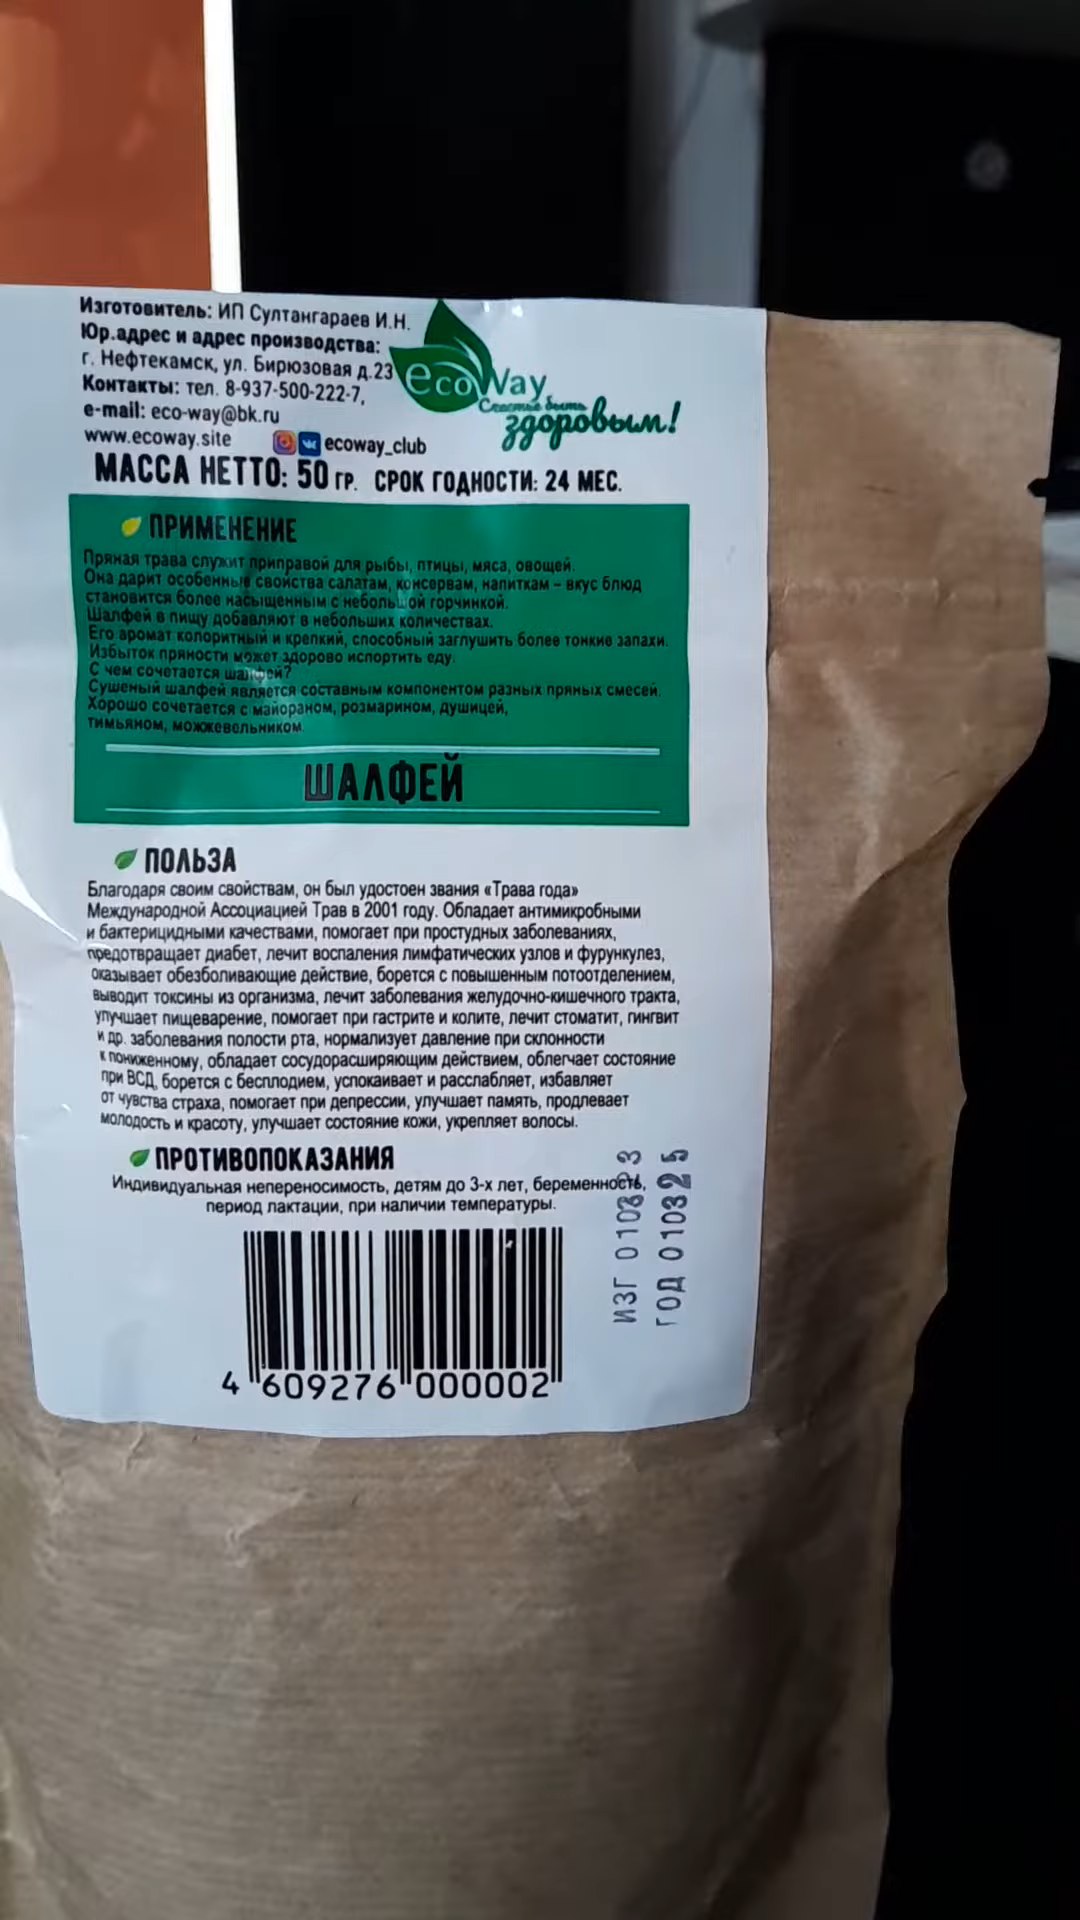 Изготовитель: ИП Султангараев И.Н.
Юр.адрес и адрес производства:
г. Нефтекамск, ул. Бирюзовая д.23
Контакты: тел. 8-937-500-222-7,
e-mail: eco-way@bk.ru
www.ecoway.site ecoway_club
ecoWay
Счастье быть
здоровым!
МАССА НЕТТО: 50 ГР. СРОК ГОДНОСТИ: 24 МЕС.
ПРИМЕНЕНИЕ
Пряная трава служит приправой для рыбы, птицы, мяса, овощей.
Она дарит особенные свойства салатам, консервам, напиткам – вкус блюд
становится более насыщенным с небольшой горчинкой.
Шалфей в пищу добавляют в небольших количествах.
Его аромат колоритный и крепкий, способный заглушить более тонкие запахи.
Избыток пряности может здорово испортить еду.
С чем сочетается шалфей?
Сушеный шалфей является составным компонентом разных пряных смесей.
Хорошо сочетается с майораном, розмарином, душицей,
тимьяном, можжевельником.
ШАЛФЕЙ
ПОЛЬЗА
Благодаря своим свойствам, он был удостоен звания «Трава года»
Международной Ассоциацией Трав в 2001 году. Обладает антимикробными
и бактерицидными качествами, помогает при простудных заболеваниях,
предотвращает диабет, лечит воспаления лимфатических узлов и фурункулез,
оказывает обезболивающие действие, борется с повышенным потоотделением,
выводит токсины из организма, лечит заболевания желудочно-кишечного тракта,
улучшает пищеварение, помогает при гастрите и колите, лечит стоматит, гингвит
и др. заболевания полости рта, нормализует давление при склонности
к пониженному, обладает сосудорасширяющим действием, облегчает состояние
при ВСД, борется с бесплодием, успокаивает и расслабляет, избавляет
от чувства страха, помогает при депрессии, улучшает память, продлевает
молодость и красоту, улучшает состояние кожи, укрепляет волосы.
ПРОТИВОПОКАЗАНИЯ
Индивидуальная непереносимость, детям до 3-х лет, беременность,
период лактации, при наличии температуры.
ИЗГ 010323
ГОД 010325
4 609276 000002